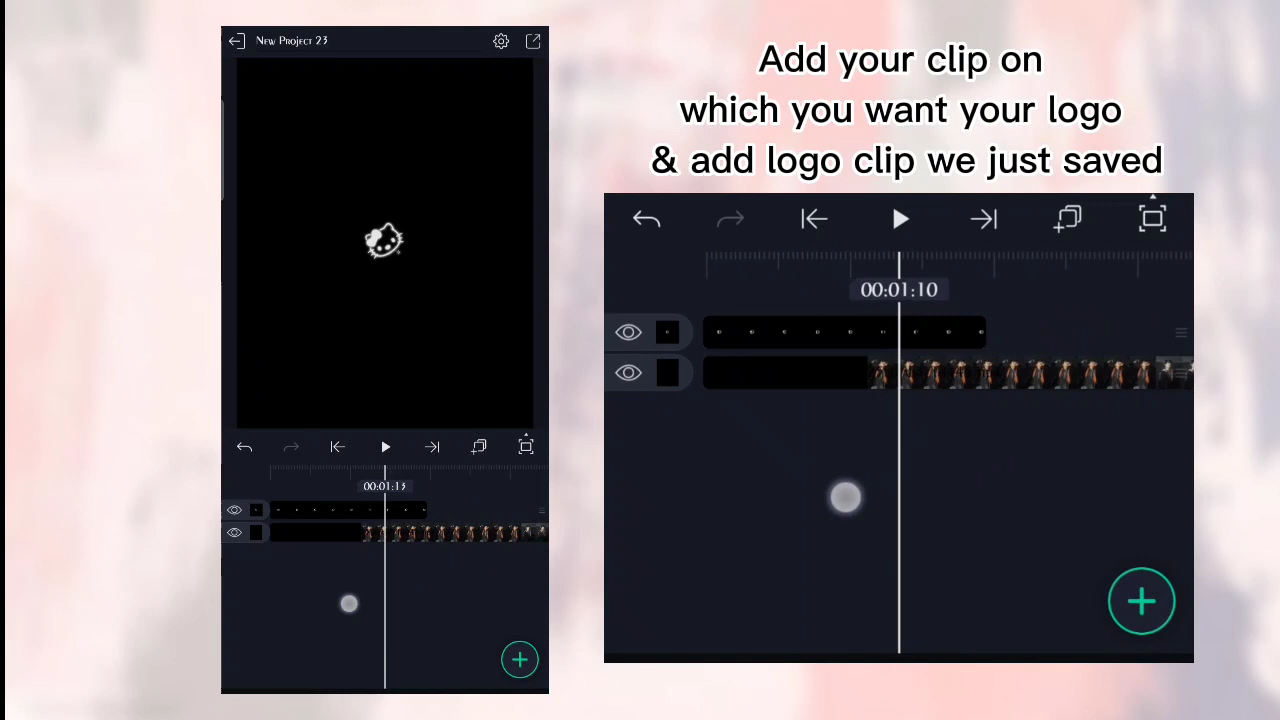 New Project 23
Add your clip on
which you want your logo
& add logo clip we just saved
00:01:10
00:01:13